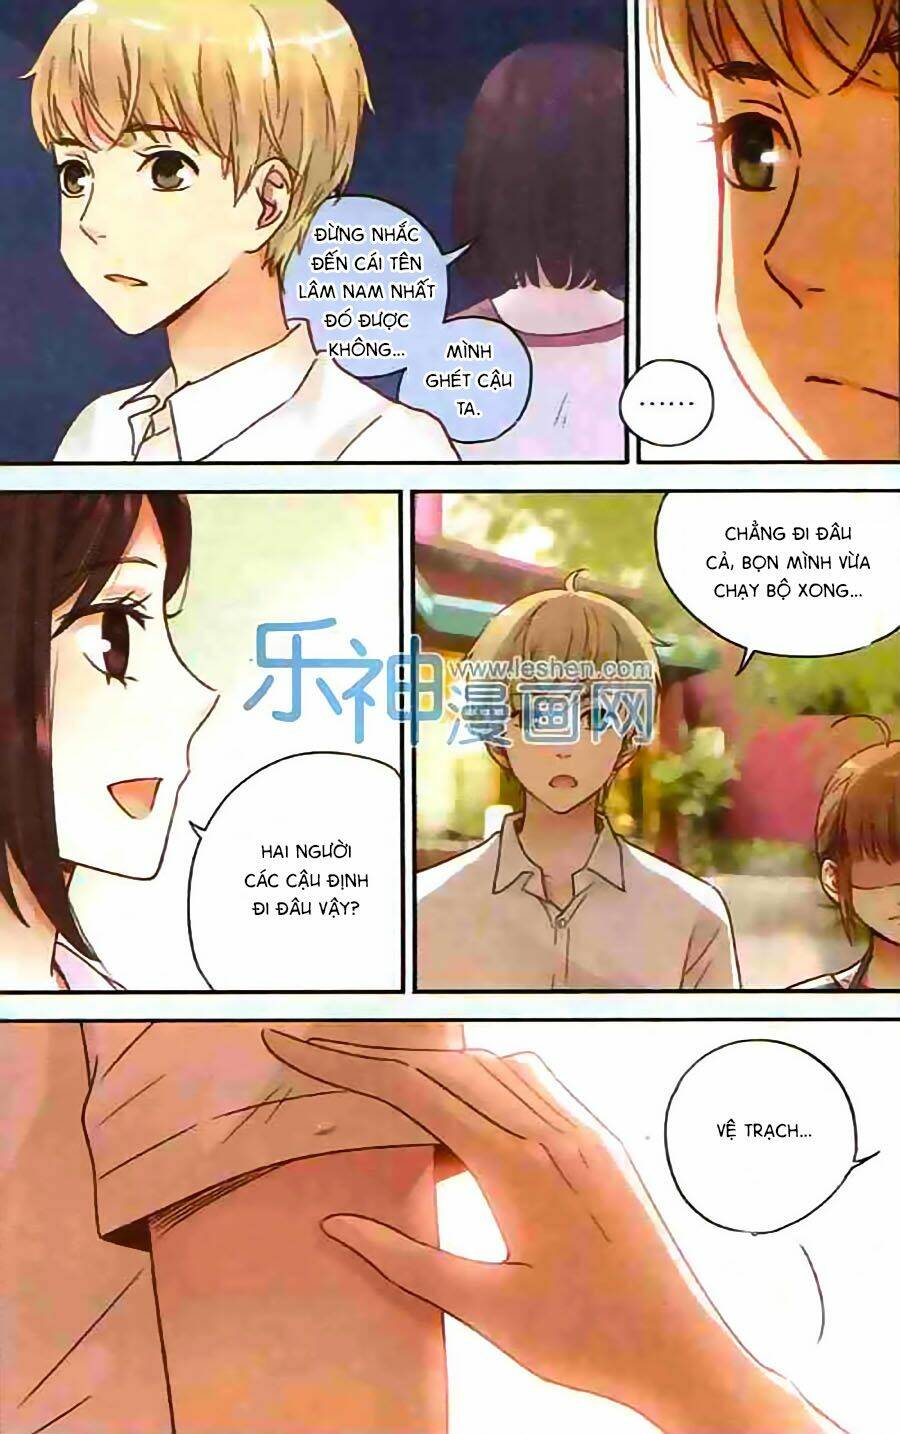 ĐỪNG NHẮC
ĐẾN CÁI TÊN
LÂM NAM NHẤT
ĐÓ ĐƯỢC
KHÔNG...
MÌNH
GHÉT CẬU
TA.
......
CHẲNG ĐI ĐÂU
CẢ, BỌN MÌNH VỪA
CHẠY BỘ XONG...
乐神漫画网
www.leshen.com
HAI NGƯỜI
CÁC CẬU ĐỊNH
ĐI ĐÂU VẬY?
VỆ TRẠCH...